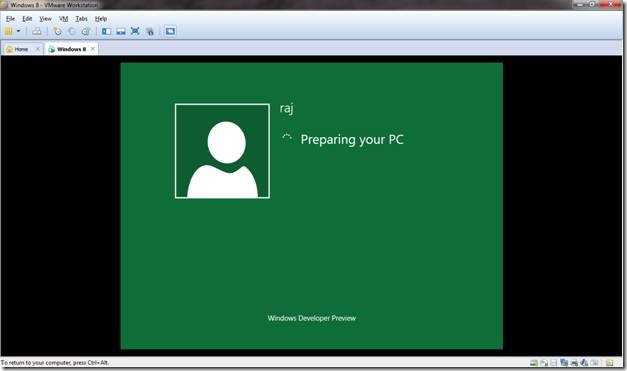 Windows 8 - VMware Workstation
File Edit View VM Tabs Help
Home Windows 8
raj
Preparing your PC
Windows Developer Preview
To return to your computer, press Ctrl+Alt.